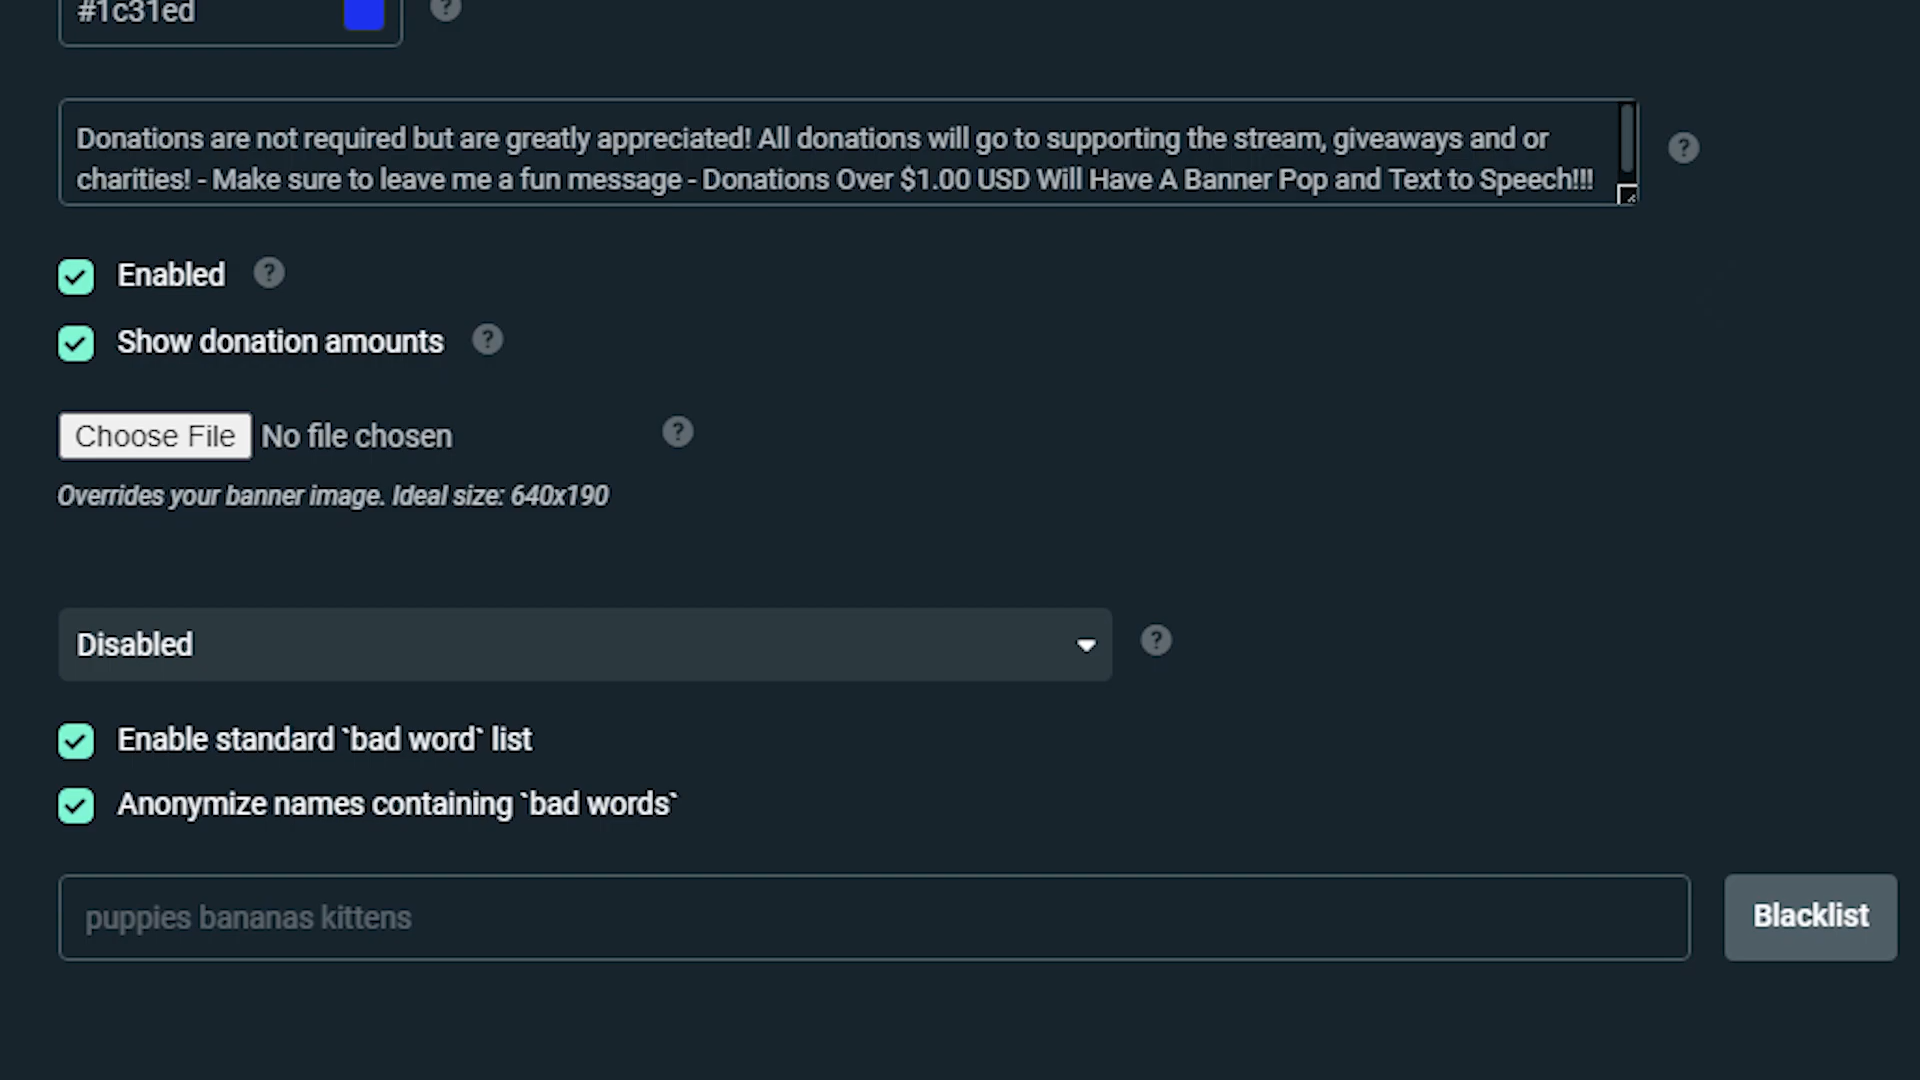 #1c31ed
?
Donations are not required but are greatly appreciated! All donations will go to supporting the stream, giveaways and or
charities! - Make sure to leave me a fun message - Donations Over $1.00 USD Will Have A Banner Pop and Text to Speech!!!
?
Enabled ?
Show donation amounts ?
Choose File No file chosen ?
Overrides your banner image. Ideal size: 640x190
Disabled ?
Enable standard `bad word` list
Anonymize names containing `bad words`
puppies bananas kittens
Blacklist